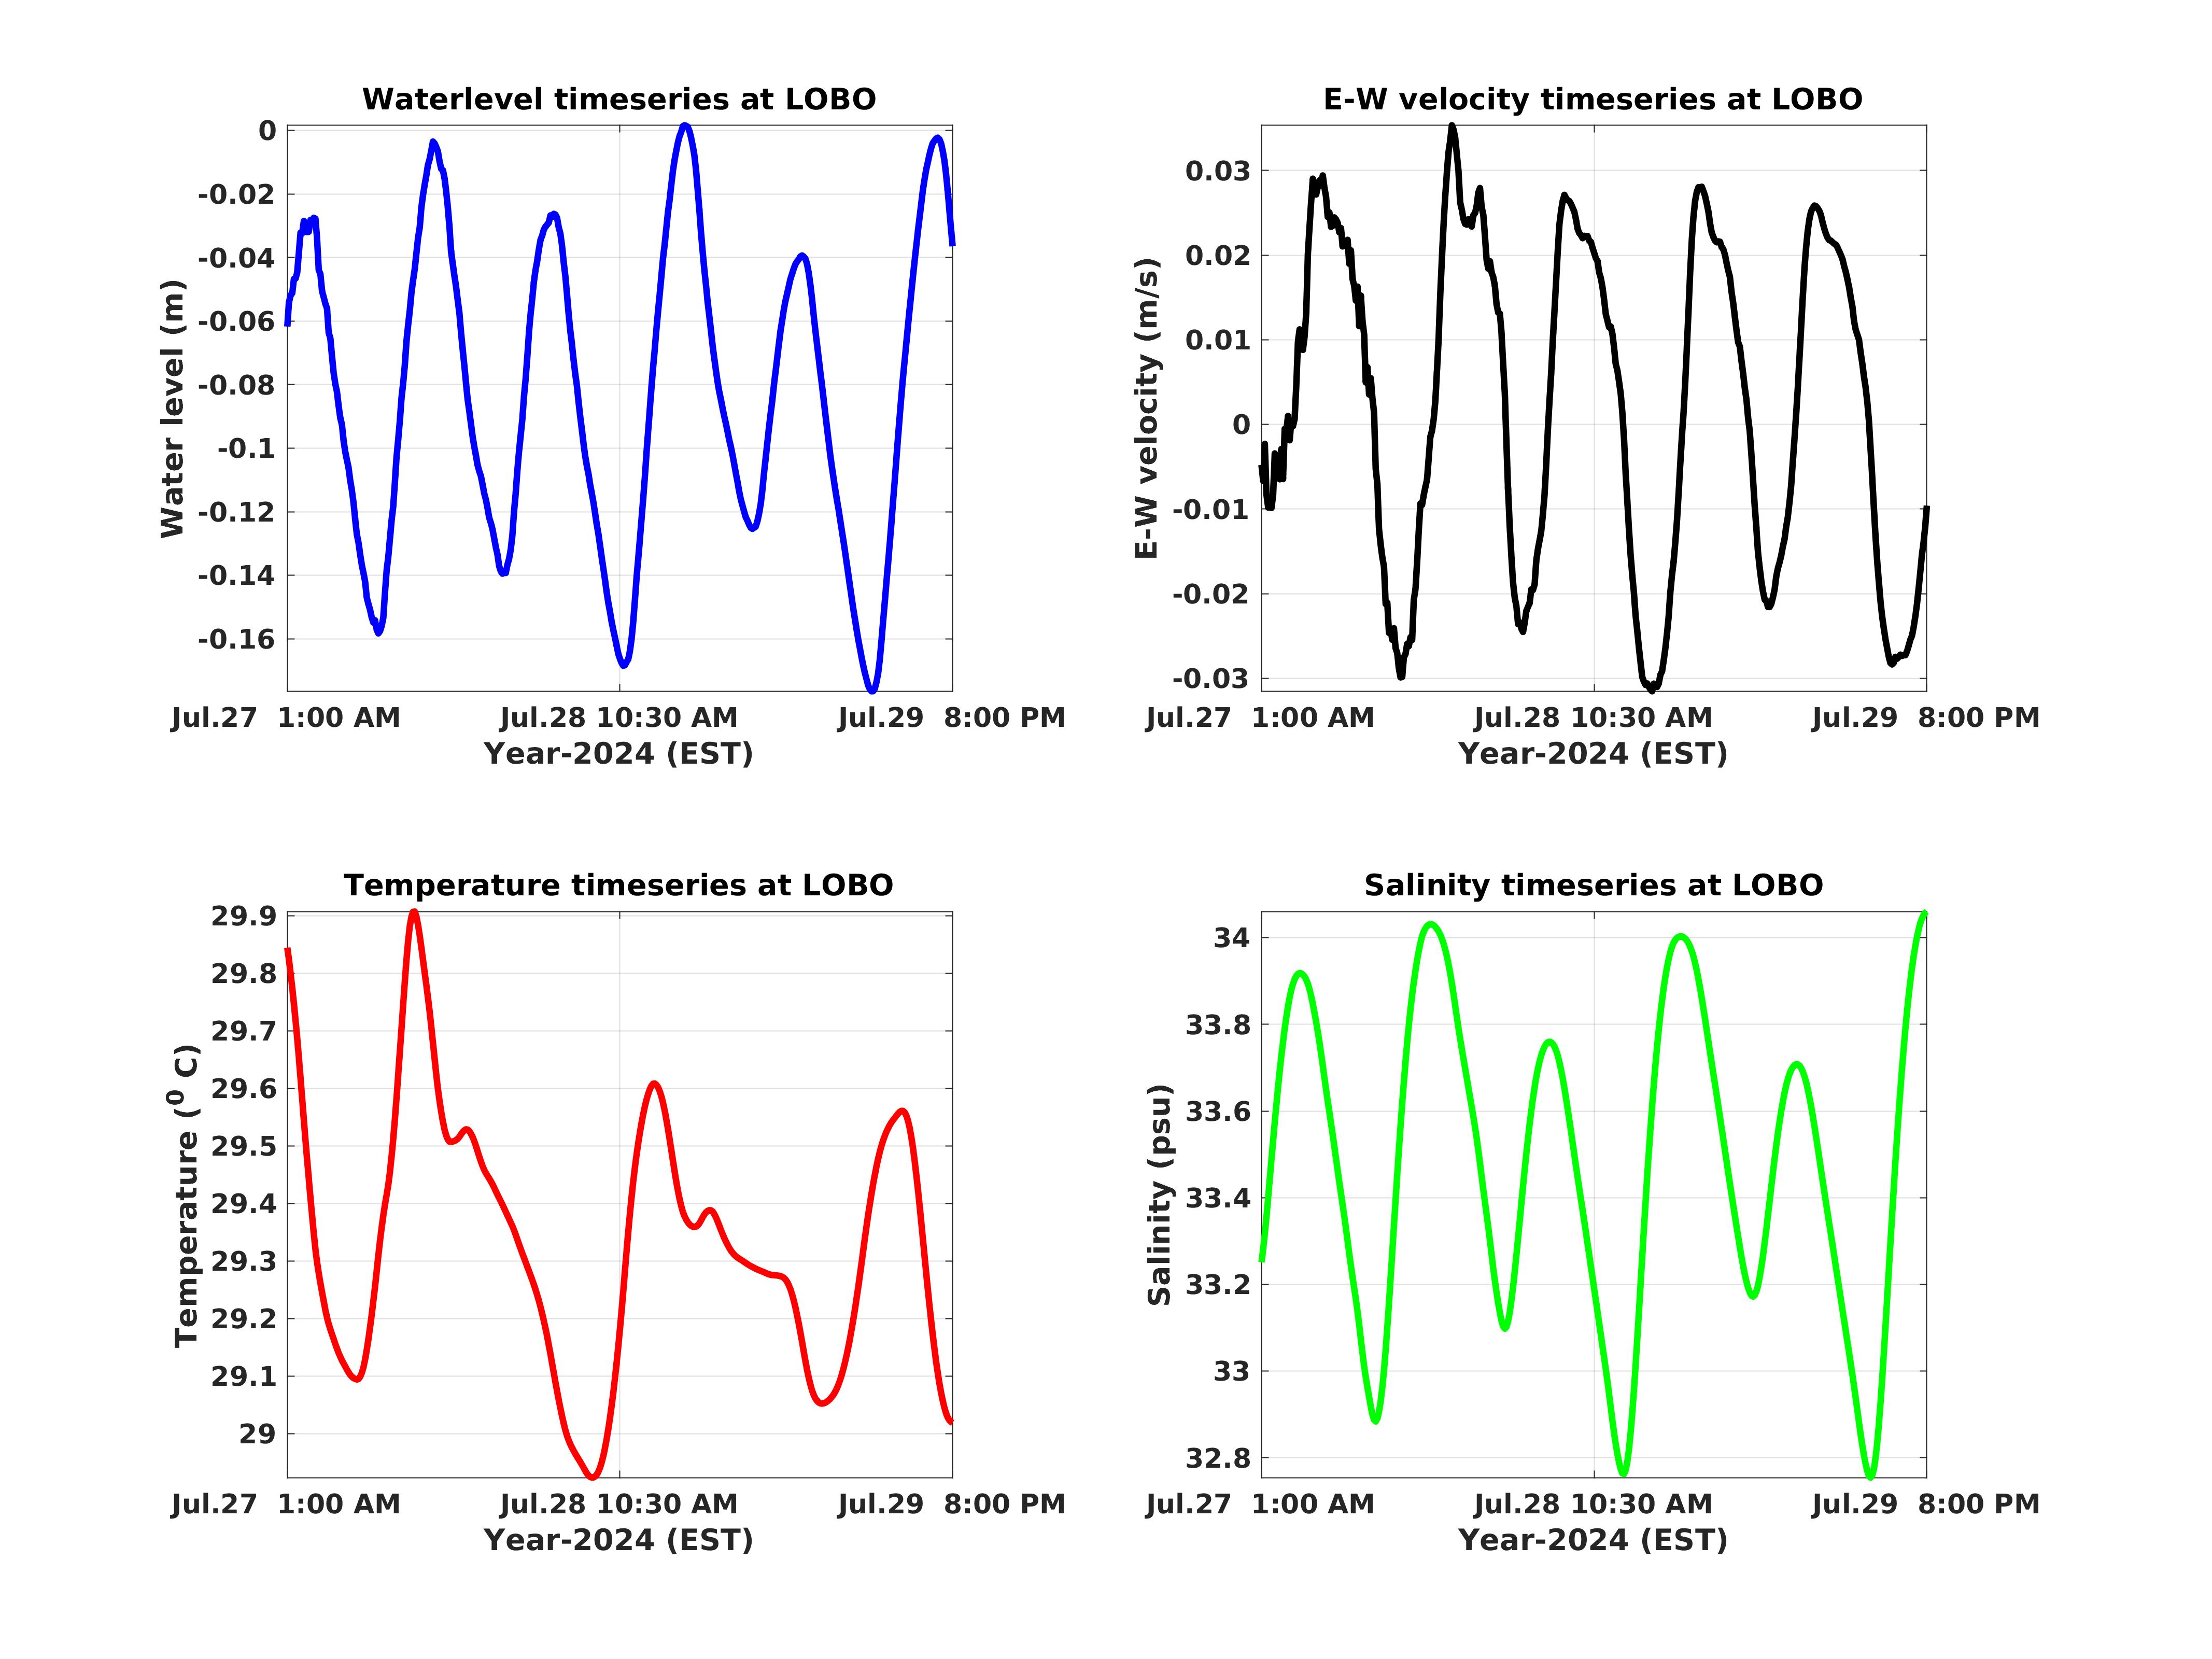 Waterlevel timeseries at LOBO
0
-0.02
-0.04
-0.06
-0.08
-0.1
-0.12
-0.14
-0.16
Water level (m)
Jul.27 1:00 AM Jul.28 10:30 AM Jul.29 8:00 PM
Year-2024 (EST)
E-W velocity timeseries at LOBO
0.03
0.02
0.01
0
-0.01
-0.02
-0.03
E-W velocity (m/s)
Jul.27 1:00 AM Jul.28 10:30 AM Jul.29 8:00 PM
Year-2024 (EST)
Temperature timeseries at LOBO
29.9
29.8
29.7
29.6
29.5
29.4
29.3
29.2
29.1
29
Temperature (⁰ C)
Jul.27 1:00 AM Jul.28 10:30 AM Jul.29 8:00 PM
Year-2024 (EST)
Salinity timeseries at LOBO
34
33.8
33.6
33.4
33.2
33
32.8
Salinity (psu)
Jul.27 1:00 AM Jul.28 10:30 AM Jul.29 8:00 PM
Year-2024 (EST)